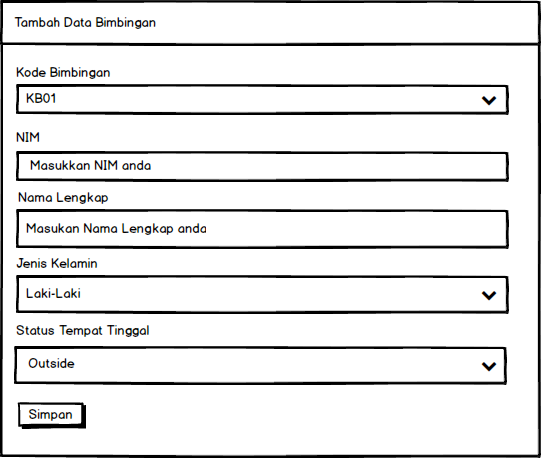 Tambah Data Bimbingan
Kode Bimbingan
KB01
NIM
Masukkan NIM anda
Nama Lengkap
Masukan Nama Lengkap anda
Jenis Kelamin
Laki-Laki
Status Tempat Tinggal
Outside
Simpan